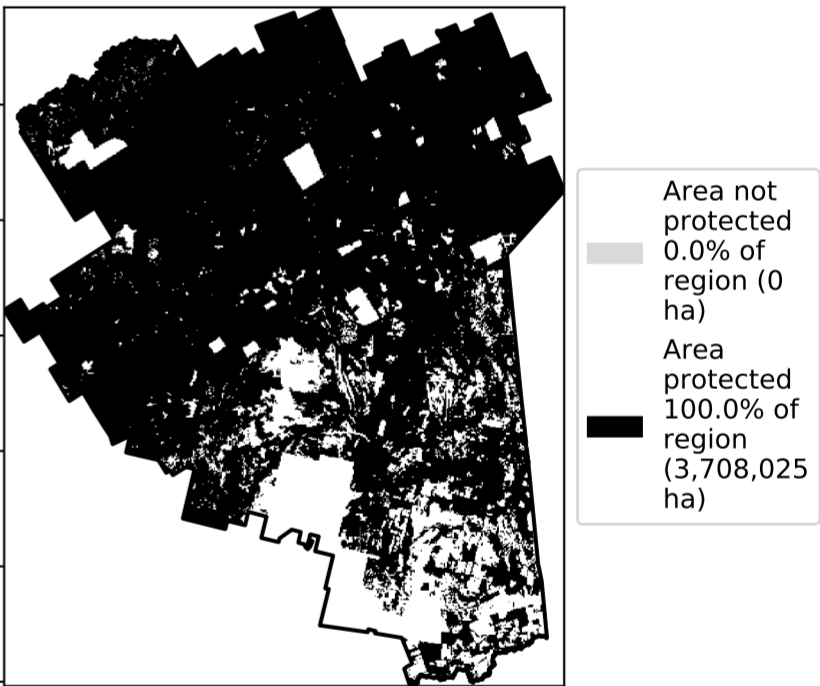 Area not
protected
0.0% of
region (0
ha)
Area
protected
100.0% of
region
(3,708,025
ha)